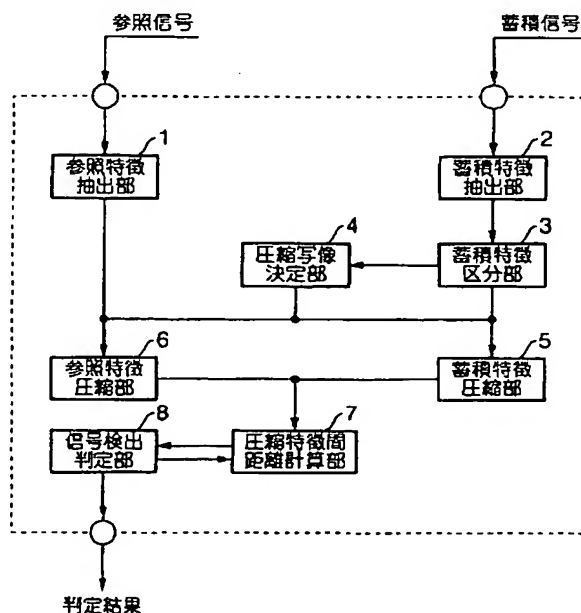 参照信号
蓄積信号
1
参照特徴
抽出部
2
蓄積特徴
抽出部
4
圧縮写像
決定部
3
蓄積特徴
区分部
6
参照特徴
圧縮部
5
蓄積特徴
圧縮部
8
信号検出
判定部
7
圧縮特徴間
距離計算部
判定結果